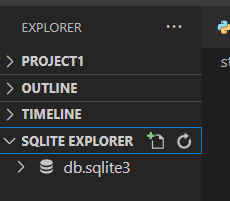 EXPLORER
PROJECT1
OUTLINE
TIMELINE
SQLITE EXPLORER
db.sqlite3